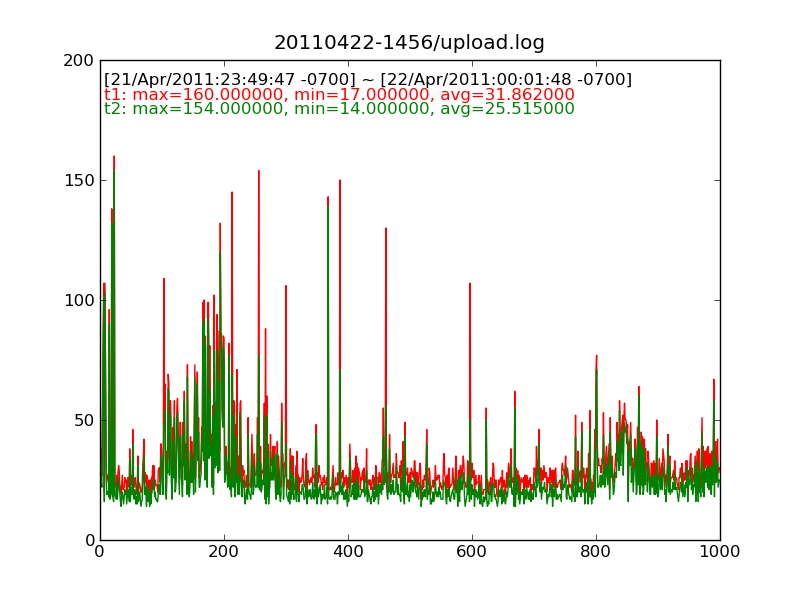 20110422-1456/upload.log
[21/Apr/2011:23:49:47 -0700] ~ [22/Apr/2011:00:01:48 -0700]
t1: max=160.000000, min=17.000000, avg=31.862000
t2: max=154.000000, min=14.000000, avg=25.515000
200
150
100
50
0
0 200 400 600 800 1000